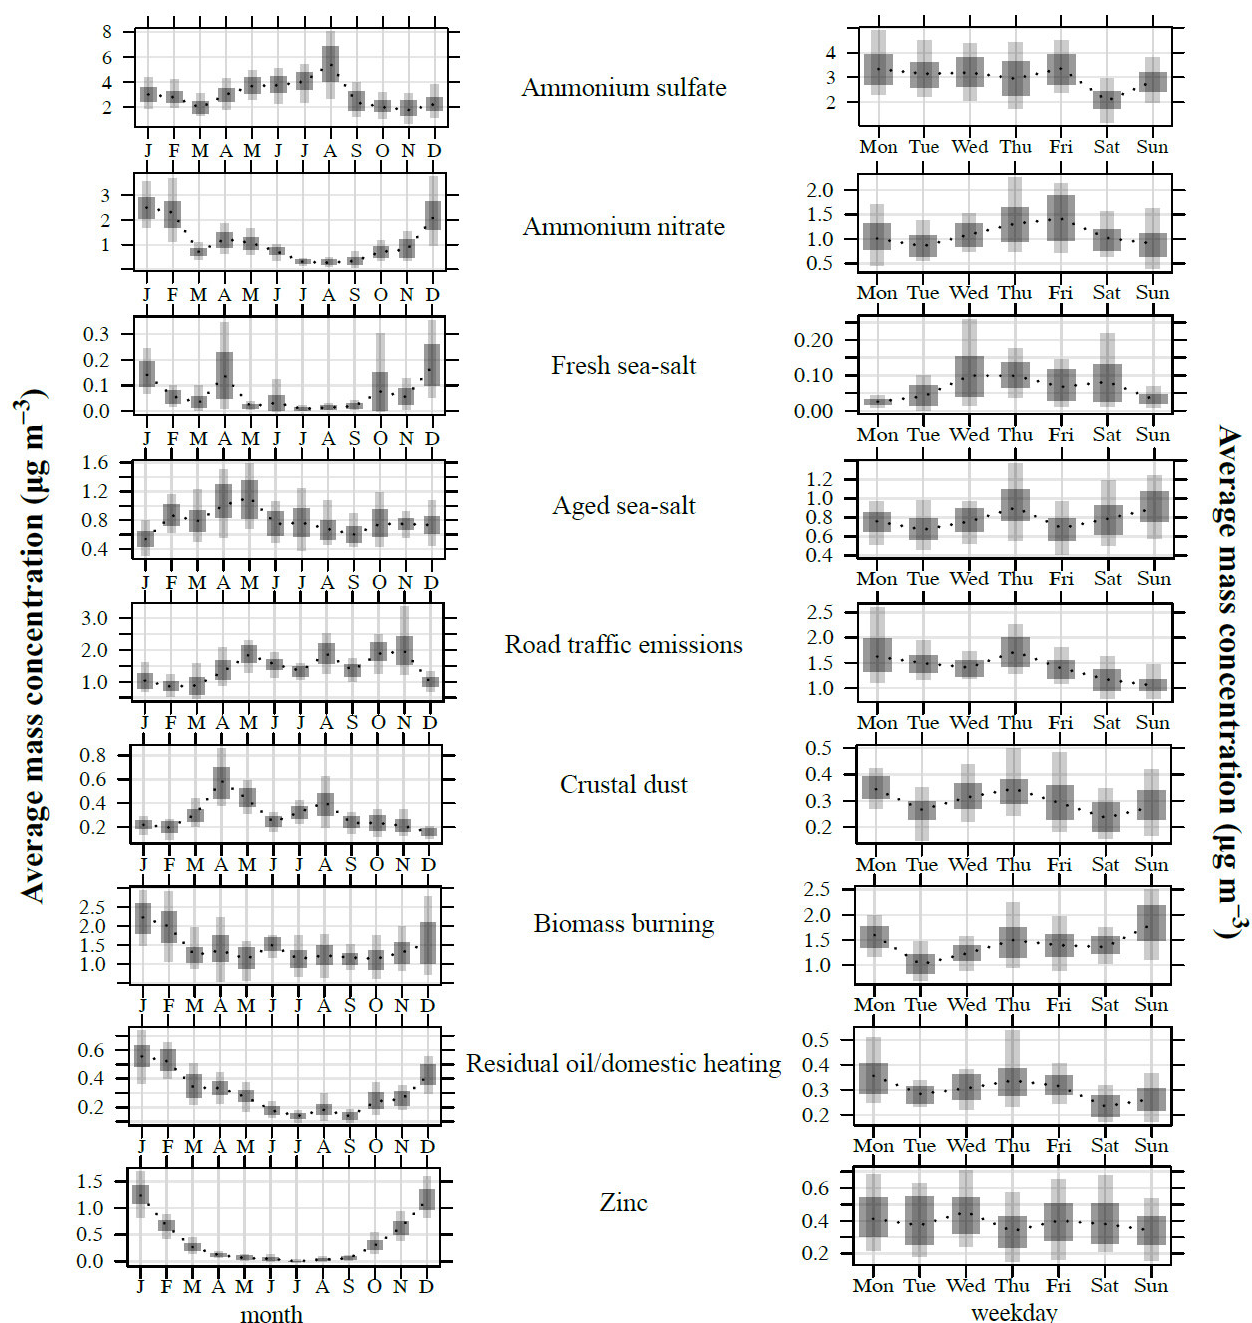 Average mass concentration (µg m−3)
Average mass concentration (µg m−3)
Ammonium sulfate
8
6
4
2
J F M A M J J A S O N D
4
3
2
Mon Tue Wed Thu Fri Sat Sun
Ammonium nitrate
3
2
1
J F M A M J J A S O N D
2.0
1.5
1.0
0.5
Mon Tue Wed Thu Fri Sat Sun
Fresh sea-salt
0.3
0.2
0.1
0.0
J F M A M J J A S O N D
0.20
0.10
0.00
Mon Tue Wed Thu Fri Sat Sun
Aged sea-salt
1.6
1.2
0.8
0.4
J F M A M J J A S O N D
1.2
1.0
0.8
0.6
0.4
Mon Tue Wed Thu Fri Sat Sun
Road traffic emissions
3.0
2.0
1.0
J F M A M J J A S O N D
2.5
2.0
1.5
1.0
Mon Tue Wed Thu Fri Sat Sun
Crustal dust
0.8
0.6
0.4
0.2
J F M A M J J A S O N D
0.5
0.4
0.3
0.2
Mon Tue Wed Thu Fri Sat Sun
Biomass burning
2.5
2.0
1.5
1.0
J F M A M J J A S O N D
2.5
2.0
1.5
1.0
Mon Tue Wed Thu Fri Sat Sun
Residual oil/domestic heating
0.6
0.4
0.2
J F M A M J J A S O N D
0.5
0.4
0.3
0.2
Mon Tue Wed Thu Fri Sat Sun
Zinc
1.5
1.0
0.5
0.0
J F M A M J J A S O N D
0.6
0.4
0.2
Mon Tue Wed Thu Fri Sat Sun
month
weekday